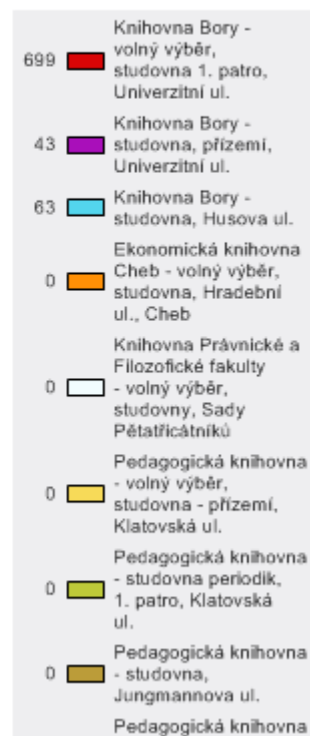 Knihovna Bory -
volný výběr,
699 studovna 1. patro,
Univerzitní ul.
Knihovna Bory -
43 studovna, přízemí,
Univerzitní ul.
63 Knihovna Bory -
studovna, Husova ul.
Ekonomická knihovna
0 Cheb - volný výběr,
studovna, Hradební
ul., Cheb
Knihovna Právnické a
Filozofické fakulty
0 - volný výběr,
studovny, Sady
Pětatřicátníků
Pedagogická knihovna
0 - volný výběr,
studovna - přízemí,
Klatovská ul.
Pedagogická knihovna
0 - studovna periodik,
1. patro, Klatovská
ul.
Pedagogická knihovna
0 - studovna,
Jungmannova ul.
Pedagogická knihovna